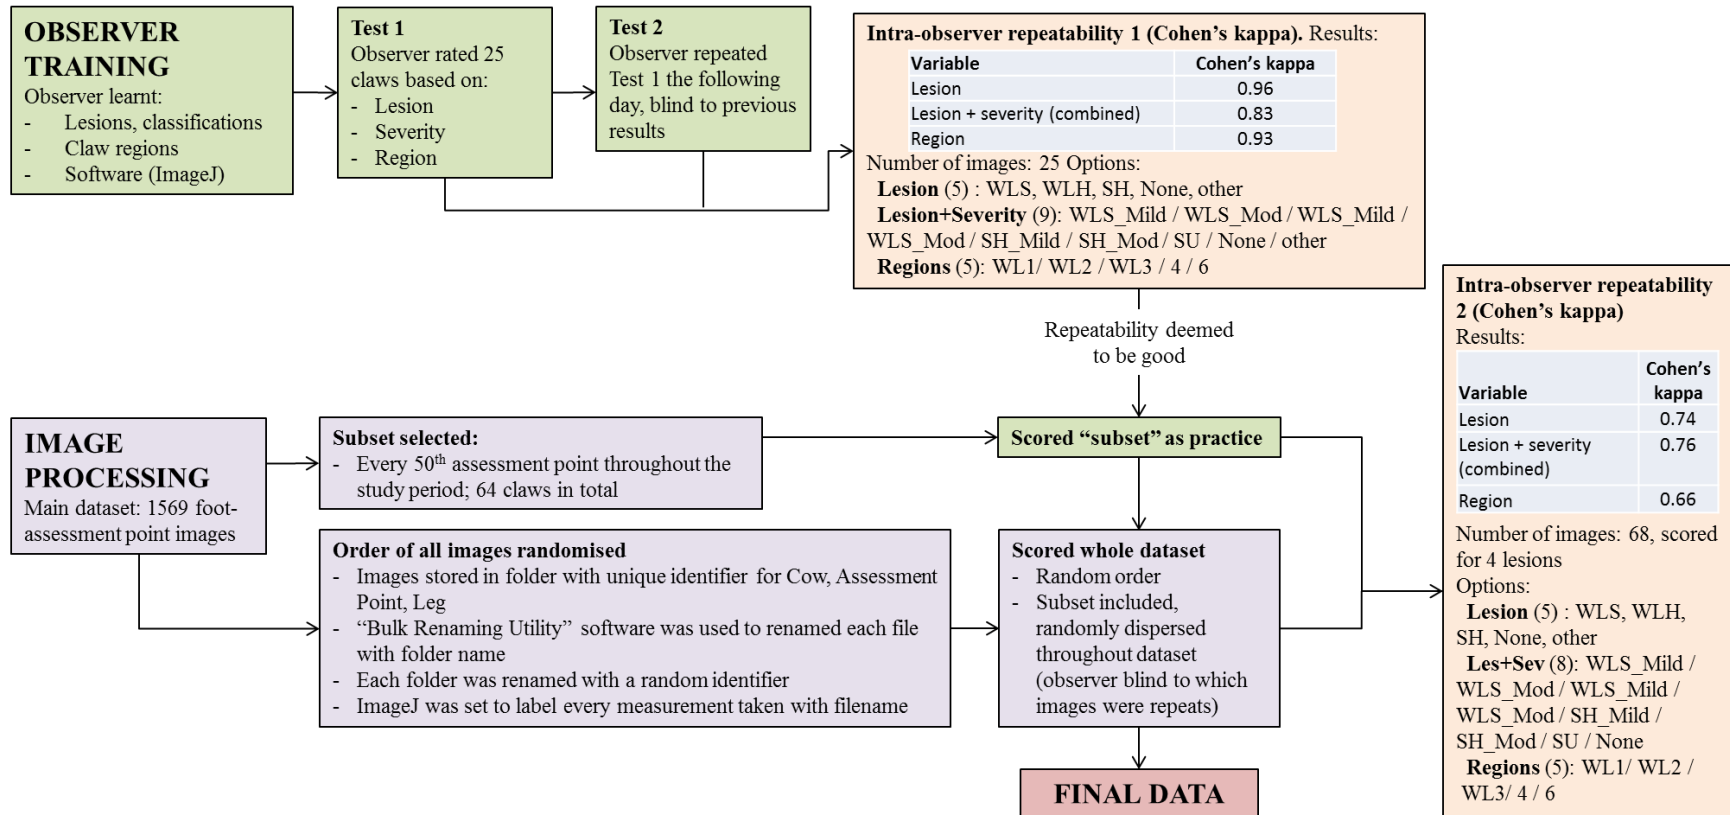 OBSERVER
TRAINING
Observer learnt:
- Lesions, classifications
- Claw regions
- Software (ImageJ)
Test 1
Observer rated 25
claws based on:
- Lesion
- Severity
- Region
Test 2
Observer repeated
Test 1 the following
day, blind to previous
results
Intra-observer repeatability 1 (Cohen's kappa). Results:
Variable Cohen's kappa
Lesion 0.96
Lesion + severity (combined) 0.83
Region 0.93
Number of images: 25 Options:
Lesion (5) : WLS, WLH, SH, None, other
Lesion+Severity (9): WLS_Mild / WLS_Mod / WLS_Mild /
WLS_Mod / SH_Mild / SH_Mod / SU / None / other
Regions (5): WL1/ WL2 / WL3 / 4 / 6
Repeatability deemed
to be good
IMAGE
PROCESSING
Main dataset: 1569 foot-
assessment point images
Subset selected:
- Every 50th assessment point throughout the
study period; 64 claws in total
Order of all images randomised
- Images stored in folder with unique identifier for Cow, Assessment
Point, Leg
- “Bulk Renaming Utility” software was used to renamed each file
with folder name
- Each folder was renamed with a random identifier
- ImageJ was set to label every measurement taken with filename
Scored “subset” as practice
Scored whole dataset
- Random order
- Subset included,
randomly dispersed
throughout dataset
(observer blind to which
images were repeats)
FINAL DATA
Intra-observer repeatability
2 (Cohen's kappa)
Results:
Variable Cohen's
kappa
Lesion 0.74
Lesion + severity
(combined) 0.76
Region 0.66
Number of images: 68, scored
for 4 lesions
Options:
Lesion (5) : WLS, WLH,
SH, None, other
Les+Sev (8): WLS_Mild /
WLS_Mod / WLS_Mild /
WLS_Mod / SH_Mild /
SH_Mod / SU / None
Regions (5): WL1/ WL2 /
WL3/ 4 / 6